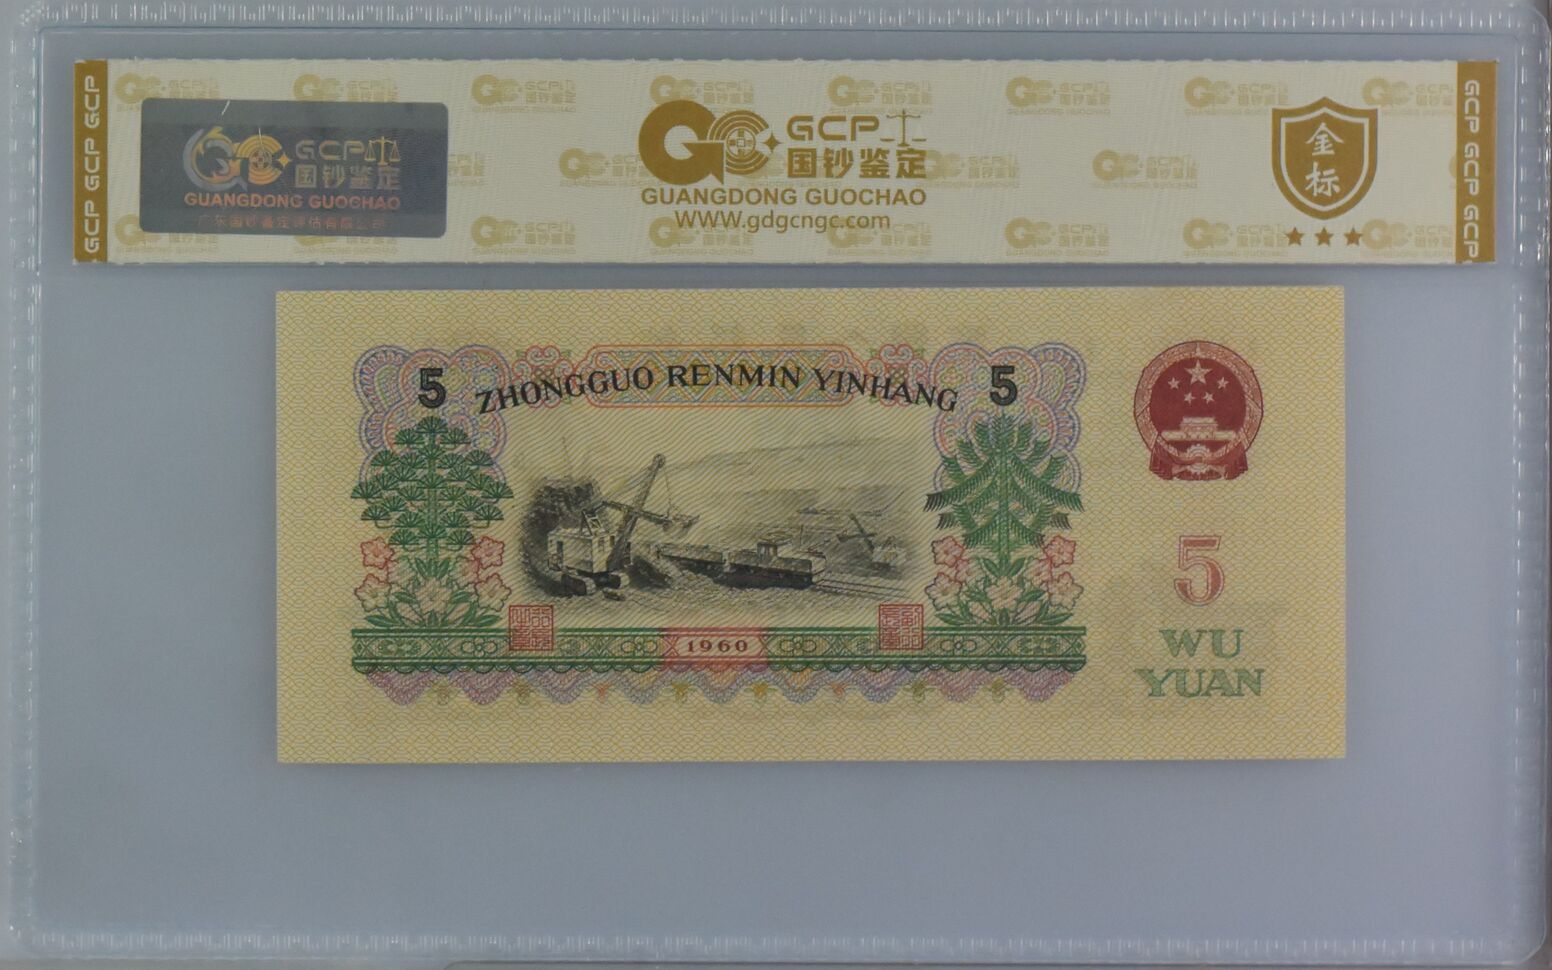 GCP GCP GCP
GCP
国钞鉴定
GUANGDONG GUOCHAO
广东国钞鉴定评估有限公司
GCP
国钞鉴定
GUANGDONG GUOCHAO
WWW.gdgcngc.com
金标
GCP GCP GCP
5 ZHONGGUO RENMIN YINHANG 5
1960
5
WU
YUAN